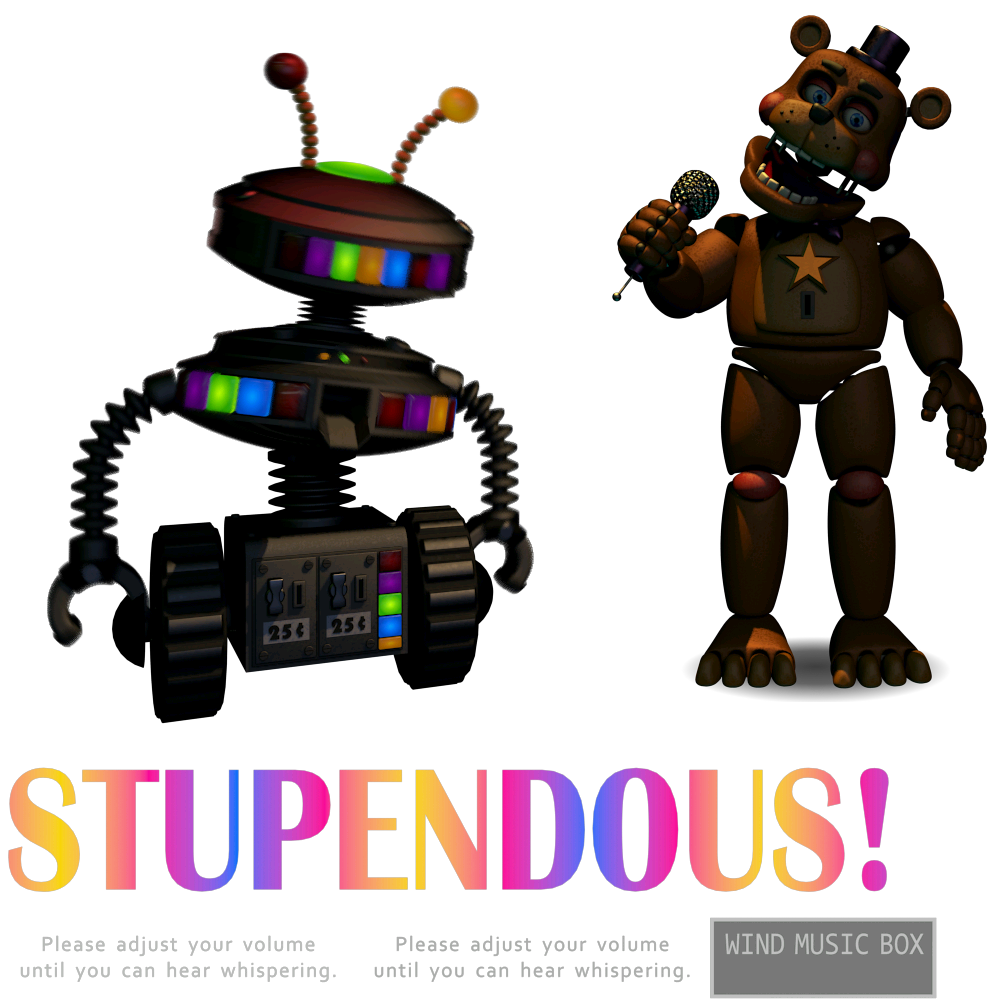 25¢ 25¢
STUPENDOUS!
Please adjust your volume
until you can hear whispering.
Please adjust your volume
until you can hear whispering.
WIND MUSIC BOX